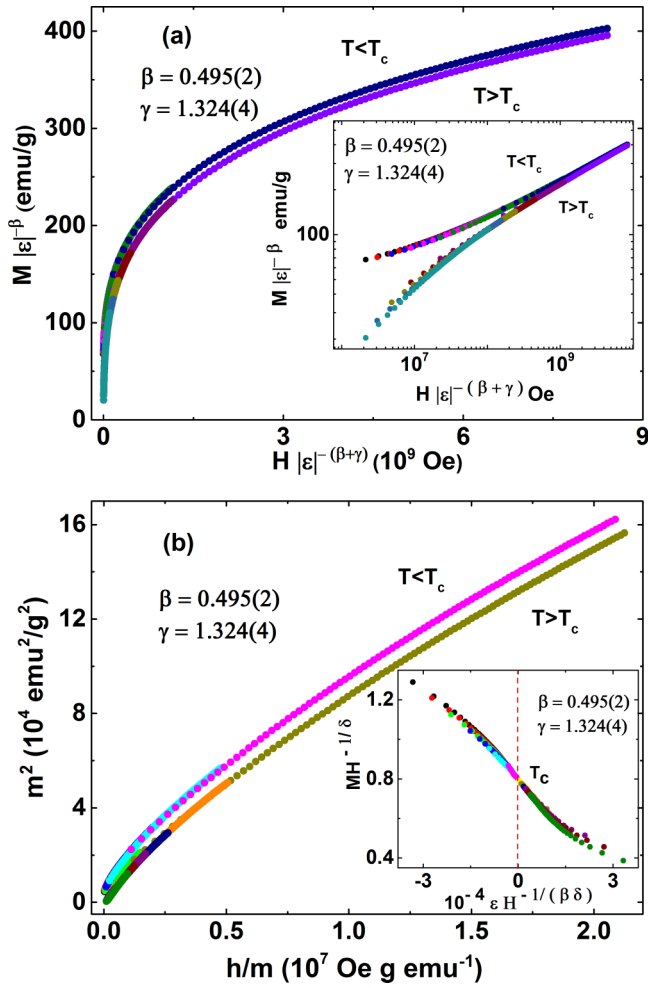 (a)
T<Tc
β = 0.495(2)
γ = 1.324(4)
T>Tc
M |ε|^-β (emu/g)
400
300
200
100
0
0 3 6 9
H |ε|^-(β+γ) (10^9 Oe)
β = 0.495(2)
γ = 1.324(4)
T<Tc
T>Tc
M |ε|^-β emu/g
100
10^7 10^9
H |ε|^-(β+γ) Oe
(b)
T<Tc
β = 0.495(2)
γ = 1.324(4)
T>Tc
m^2 (10^4 emu^2/g^2)
16
12
8
4
0
0.0 0.5 1.0 1.5 2.0
h/m (10^7 Oe g emu^-1)
β = 0.495(2)
γ = 1.324(4)
TC
MH^-1/δ
1.2
0.8
0.4
-3 0 3
10^-4 ε H^-1/(βδ)